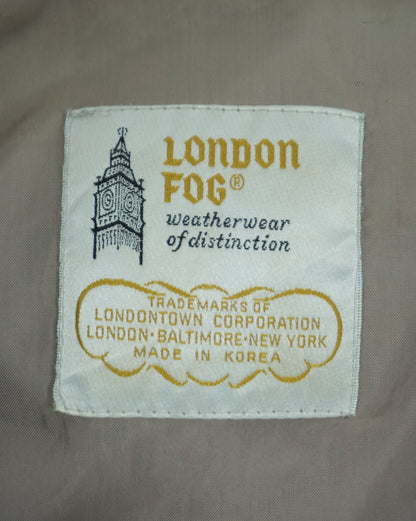 LONDON
FOG®
weatherwear
of distinction
TRADEMARKS OF
LONDONTOWN CORPORATION
LONDON·BALTIMORE·NEW YORK
MADE IN KOREA